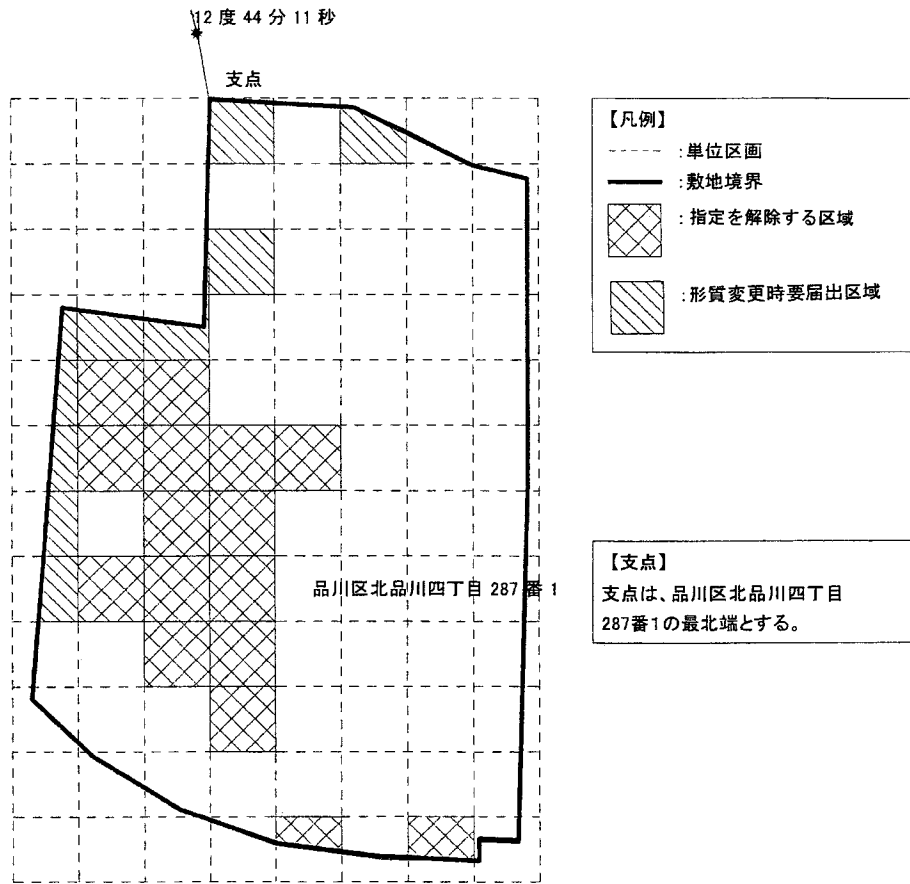 12 度 44 分 11 秒
支点
【凡例】
:単位区画
:敷地境界
:指定を解除する区域
:形質変更時要届出区域
品川区北品川四丁目 287 番 1
【支点】
支点は、品川区北品川四丁目
287番1の最北端とする。